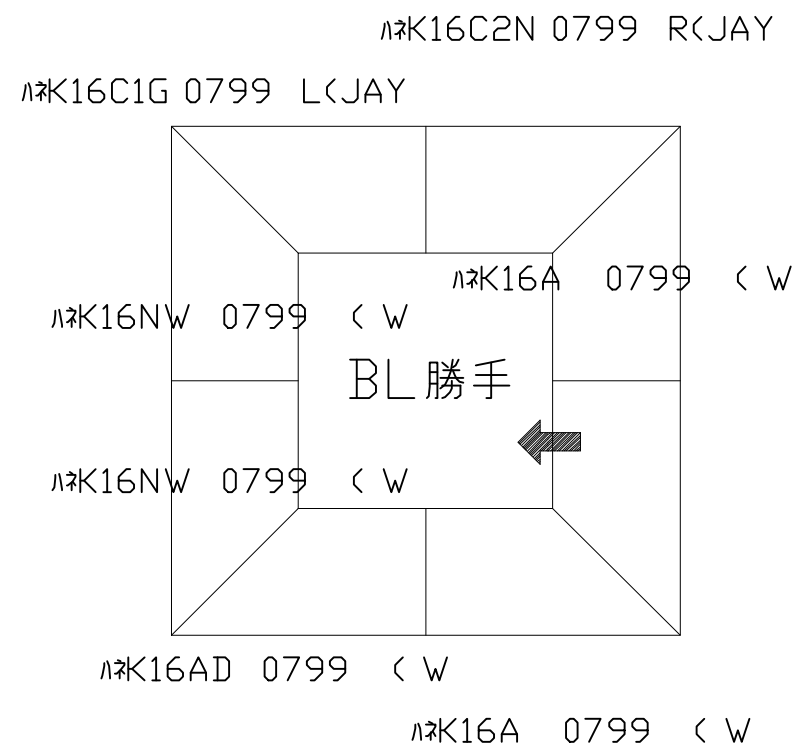 ﾊﾈK16C2N 0799 R(JAY
ﾊﾈK16C1G 0799 L(JAY
ﾊﾈK16A 0799 ( W
ﾊﾈK16NW 0799 ( W
BL勝手
ﾊﾈK16NW 0799 ( W
ﾊﾈK16AD 0799 ( W
ﾊﾈK16A 0799 ( W